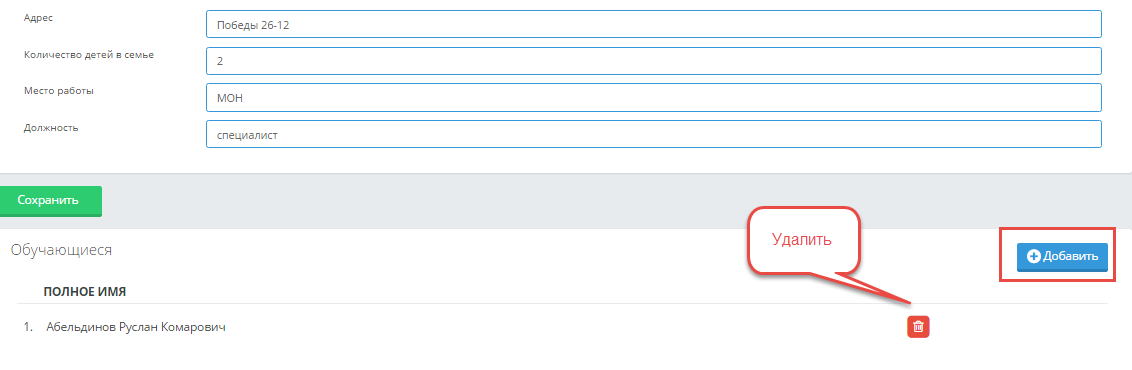 Адрес
Победы 26-12
Количество детей в семье
2
Место работы
МОН
Должность
специалист
Сохранить
Обучающиеся
Удалить
Добавить
ПОЛНОЕ ИМЯ
1. Абельдинов Руслан Комарович